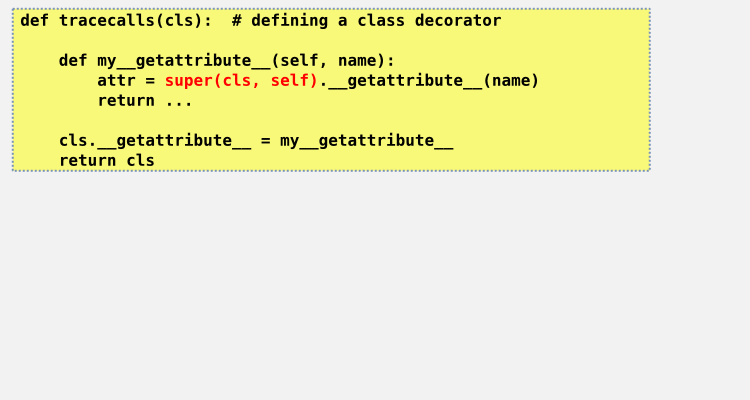 def tracecalls(cls):  # defining a class decorator
    def my__getattribute__(self, name):
        attr = super(cls, self).__getattribute__(name)
        return ...
    cls.__getattribute__ = my__getattribute__
    return cls